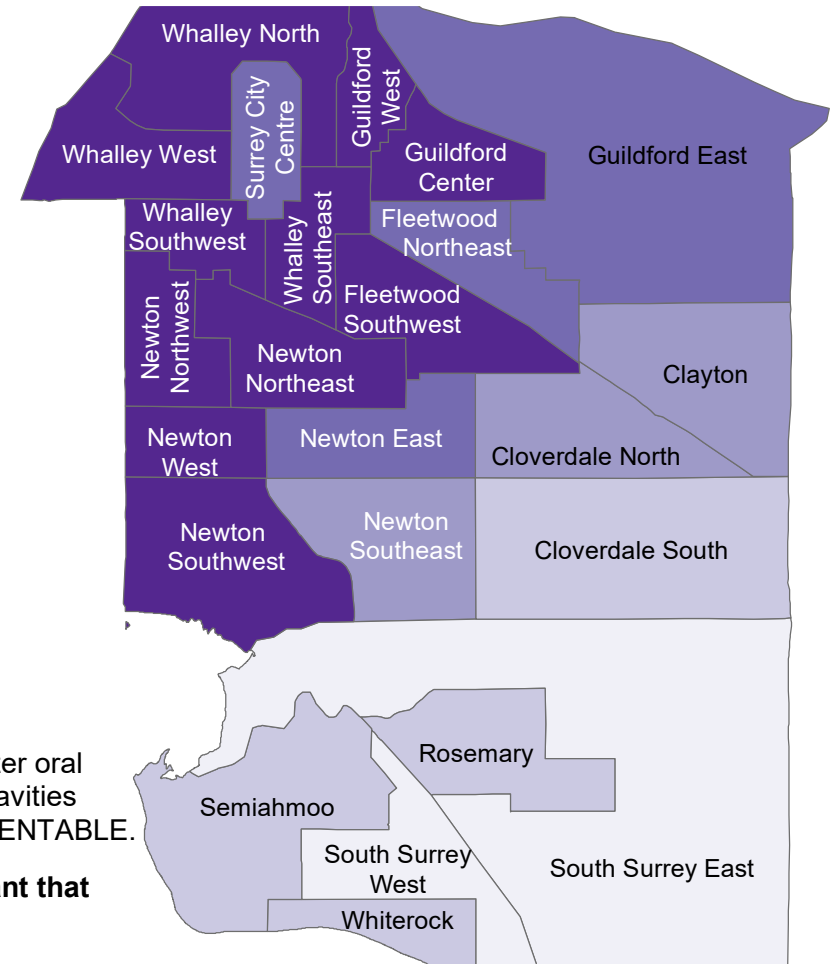 Whalley North
Guildford
West
Surrey City
Centre
Whalley West
Guildford
Center
Guildford East
Whalley
Southwest
Whalley
Southeast
Fleetwood
Northeast
Newton
Northwest
Fleetwood
Southwest
Newton
Northeast
Clayton
Newton
West
Newton East
Cloverdale North
Newton
Southwest
Newton
Southeast
Cloverdale South
ter oral
avities
ENTABLE.
ant that
Rosemary
Semiahmoo
South Surrey
West
South Surrey East
Whiterock